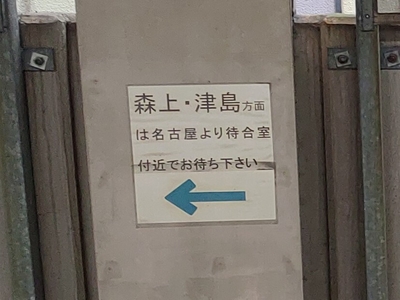 森上・津島方面
は名古屋より待合室
付近でお待ち下さい